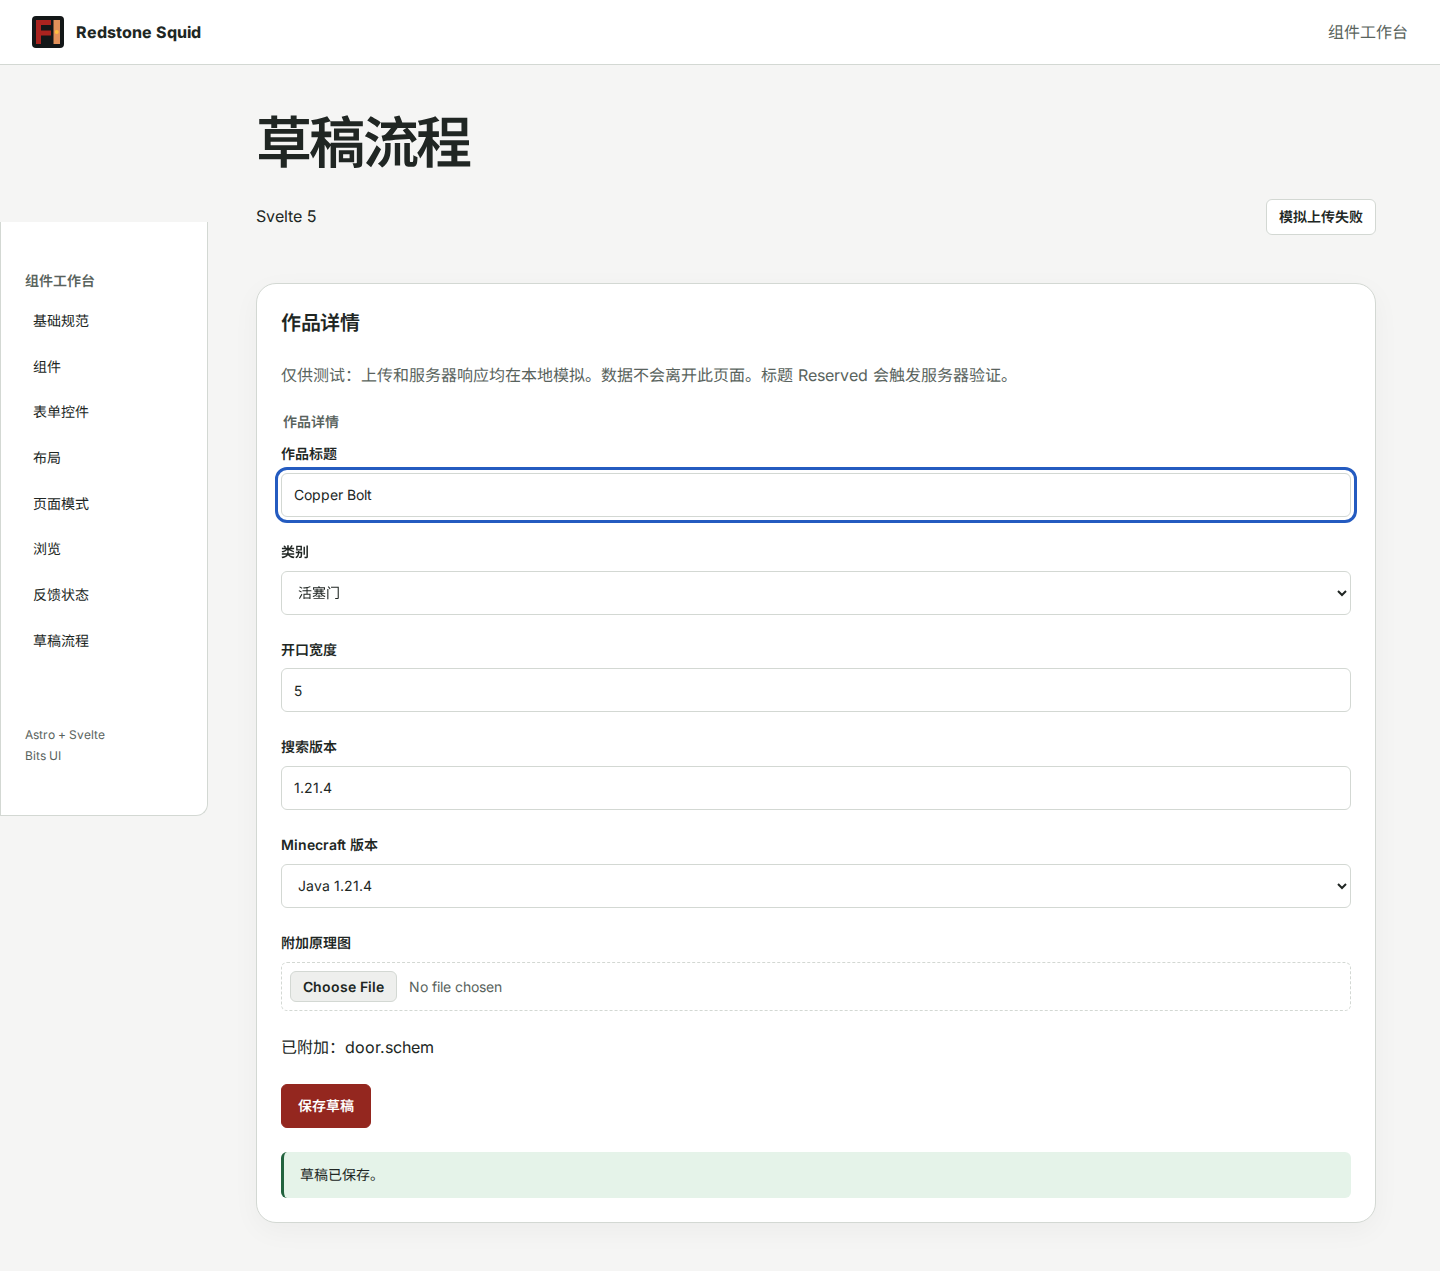 Redstone Squid
组件工作台
草稿流程
Svelte 5
模拟上传失败
组件工作台
基础规范
组件
表单控件
布局
页面模式
浏览
反馈状态
草稿流程
Astro + Svelte
Bits UI
作品详情
仅供测试：上传和服务器响应均在本地模拟。数据不会离开此页面。标题 Reserved 会触发服务器验证。
作品详情
作品标题
Copper Bolt
类别
活塞门
开口宽度
5
搜索版本
1.21.4
Minecraft 版本
Java 1.21.4
附加原理图
Choose File No file chosen
已附加：door.schem
保存草稿
草稿已保存。